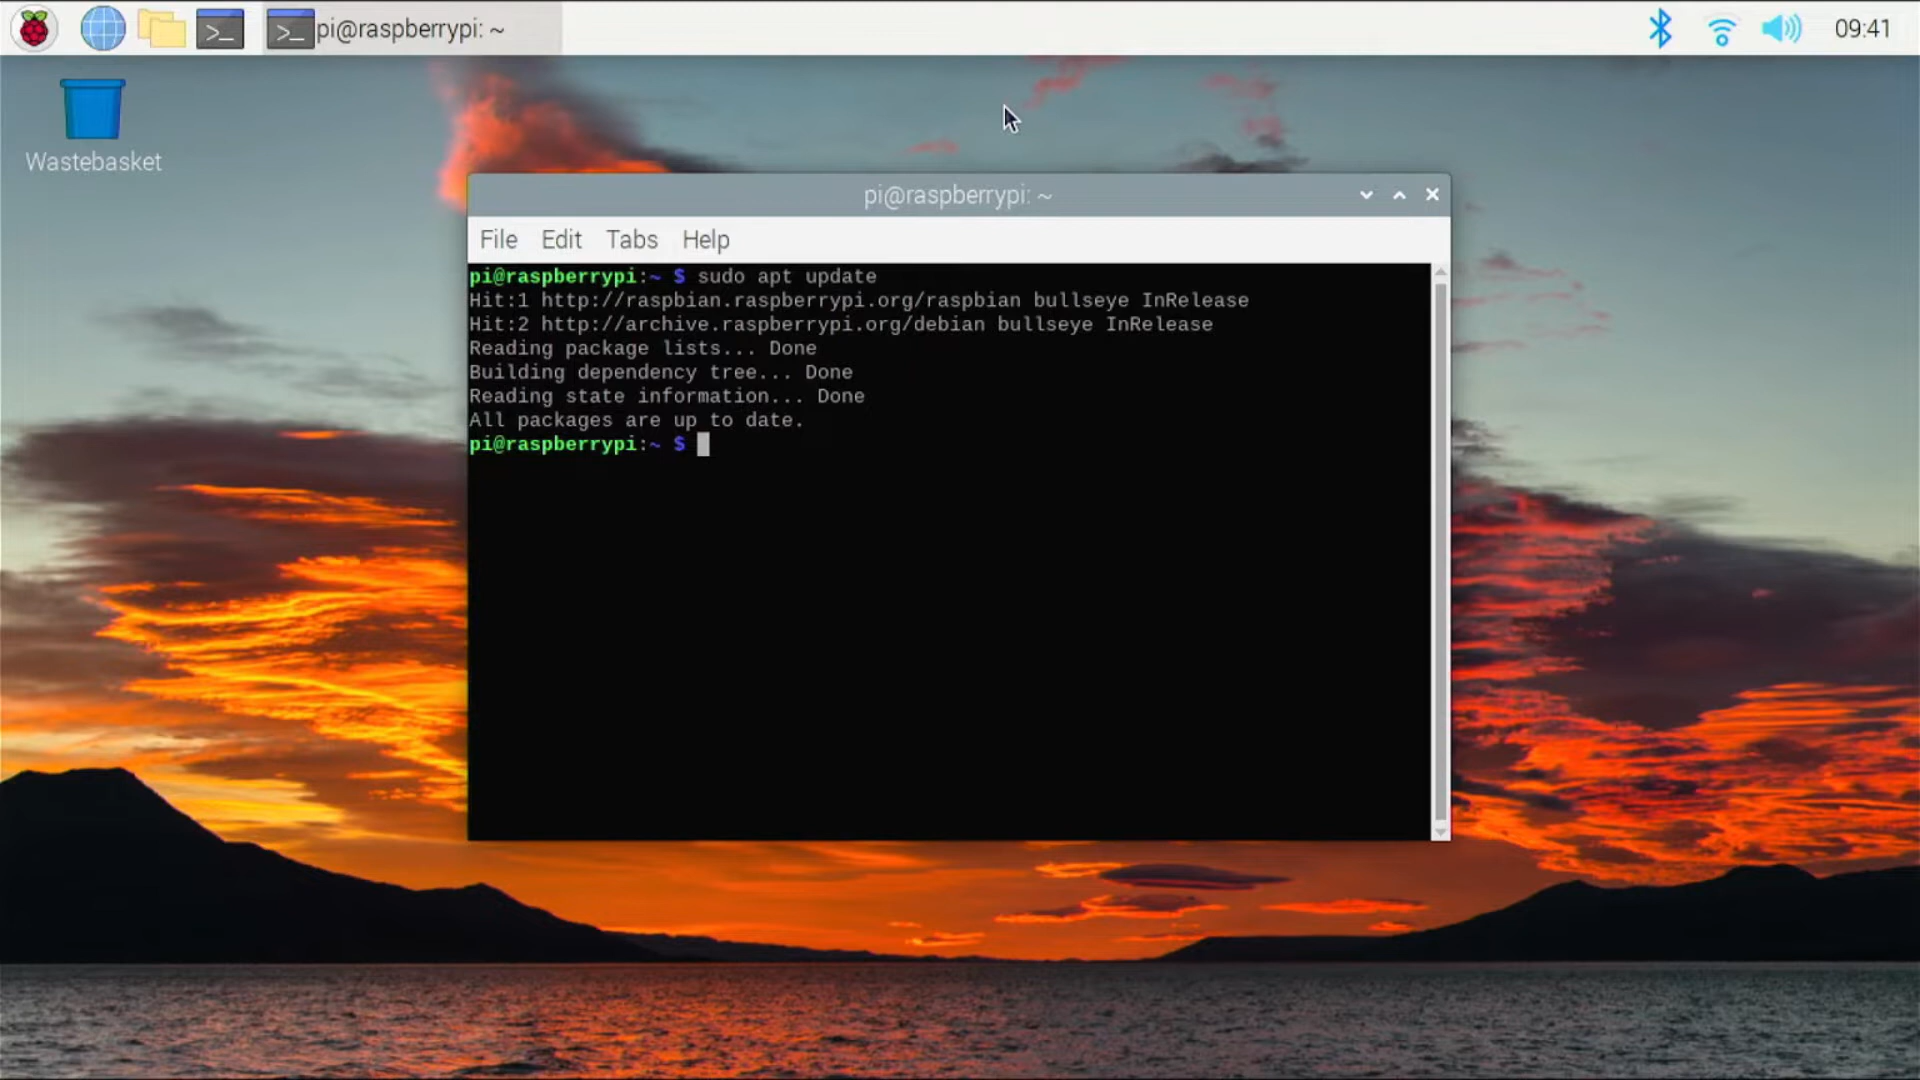 pi@raspberrypi: ~
09:41
Wastebasket
pi@raspberrypi: ~
File Edit Tabs Help
pi@raspberrypi:~ $ sudo apt update
Hit:1 http://raspbian.raspberrypi.org/raspbian bullseye InRelease
Hit:2 http://archive.raspberrypi.org/debian bullseye InRelease
Reading package lists... Done
Building dependency tree... Done
Reading state information... Done
All packages are up to date.
pi@raspberrypi:~ $